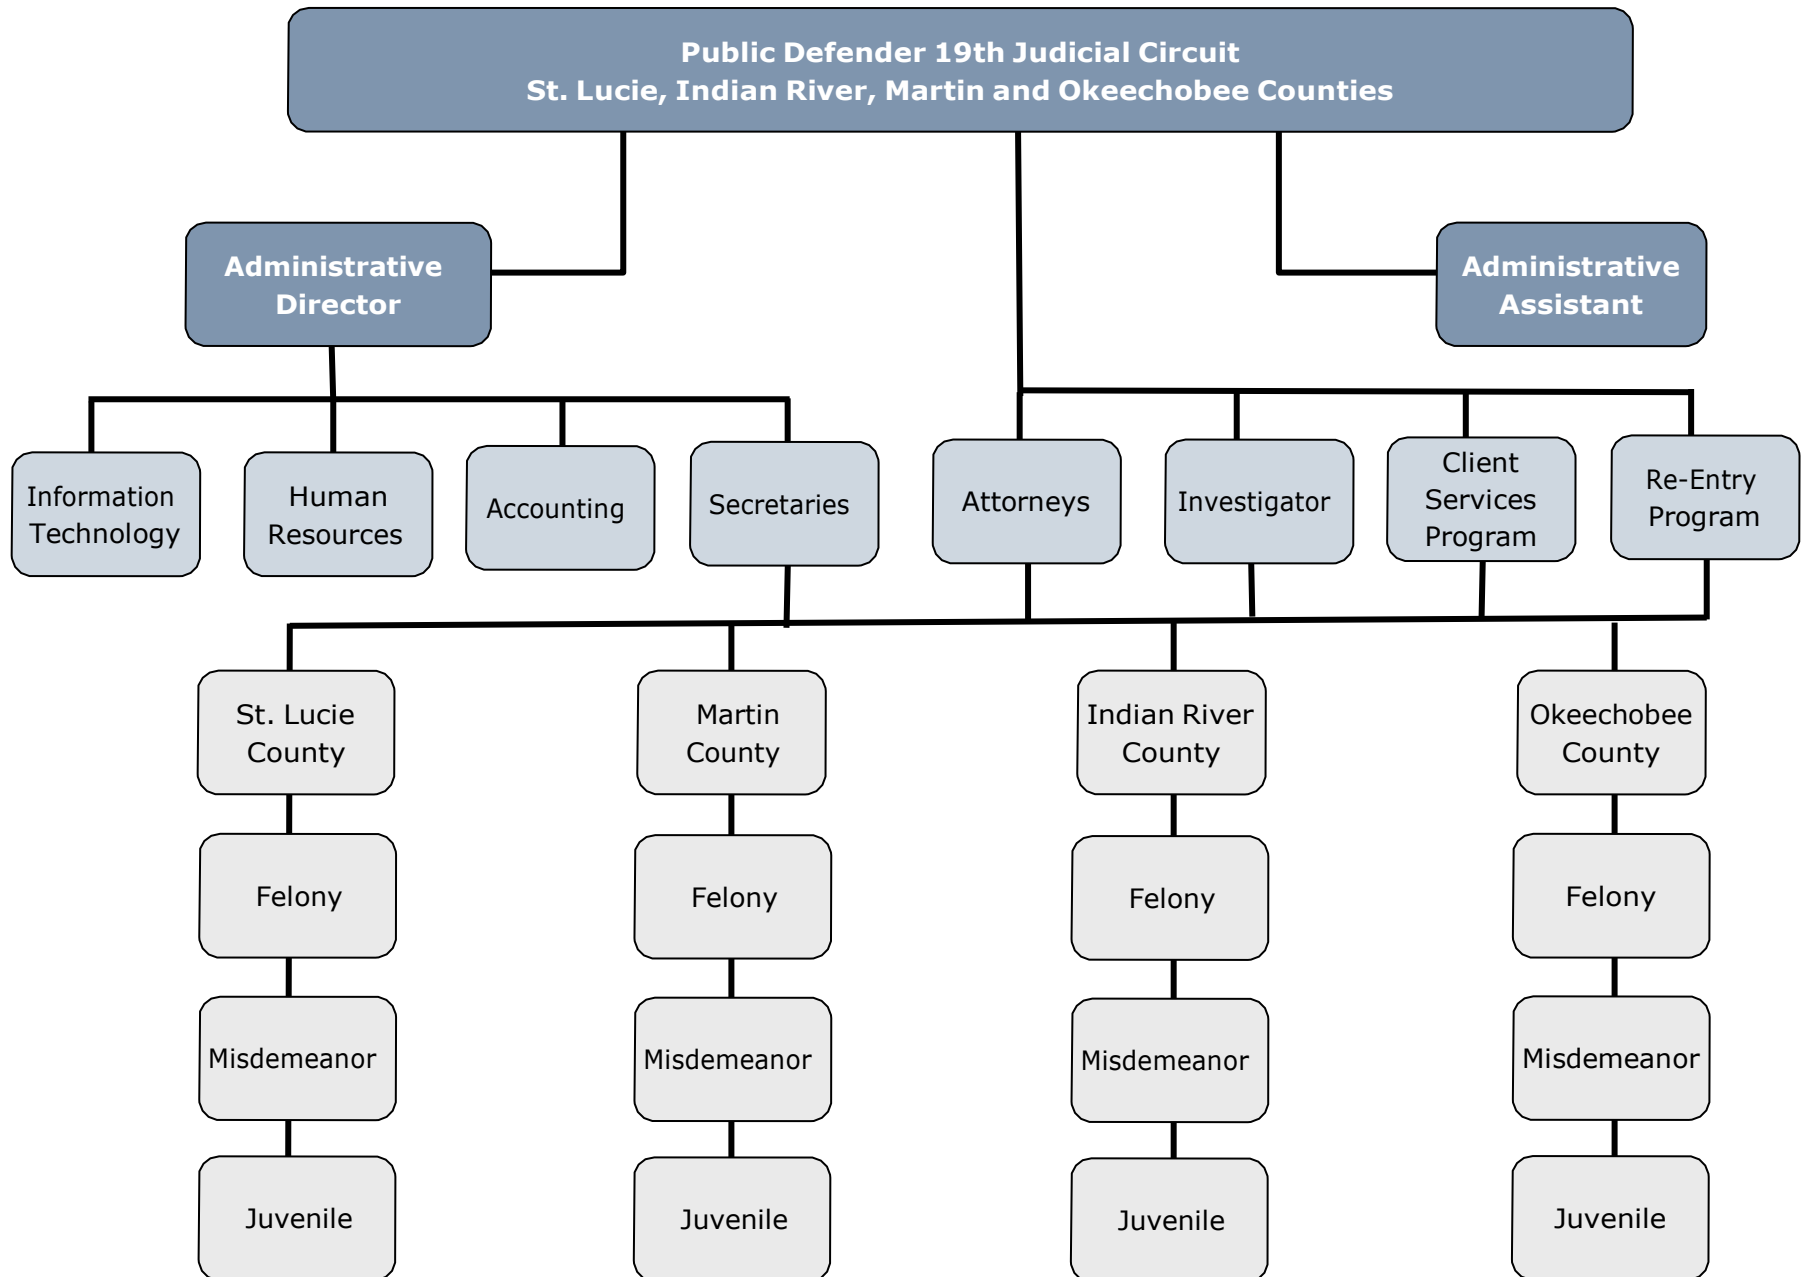 Public Defender 19th Judicial Circuit
St. Lucie, Indian River, Martin and Okeechobee Counties
Administrative
Director
Administrative
Assistant
Information
Technology
Human
Resources
Accounting
Secretaries
Attorneys
Investigator
Client
Services
Program
Re-Entry
Program
St. Lucie
County
Martin
County
Indian River
County
Okeechobee
County
Felony
Felony
Felony
Felony
Misdemeanor
Misdemeanor
Misdemeanor
Misdemeanor
Juvenile
Juvenile
Juvenile
Juvenile